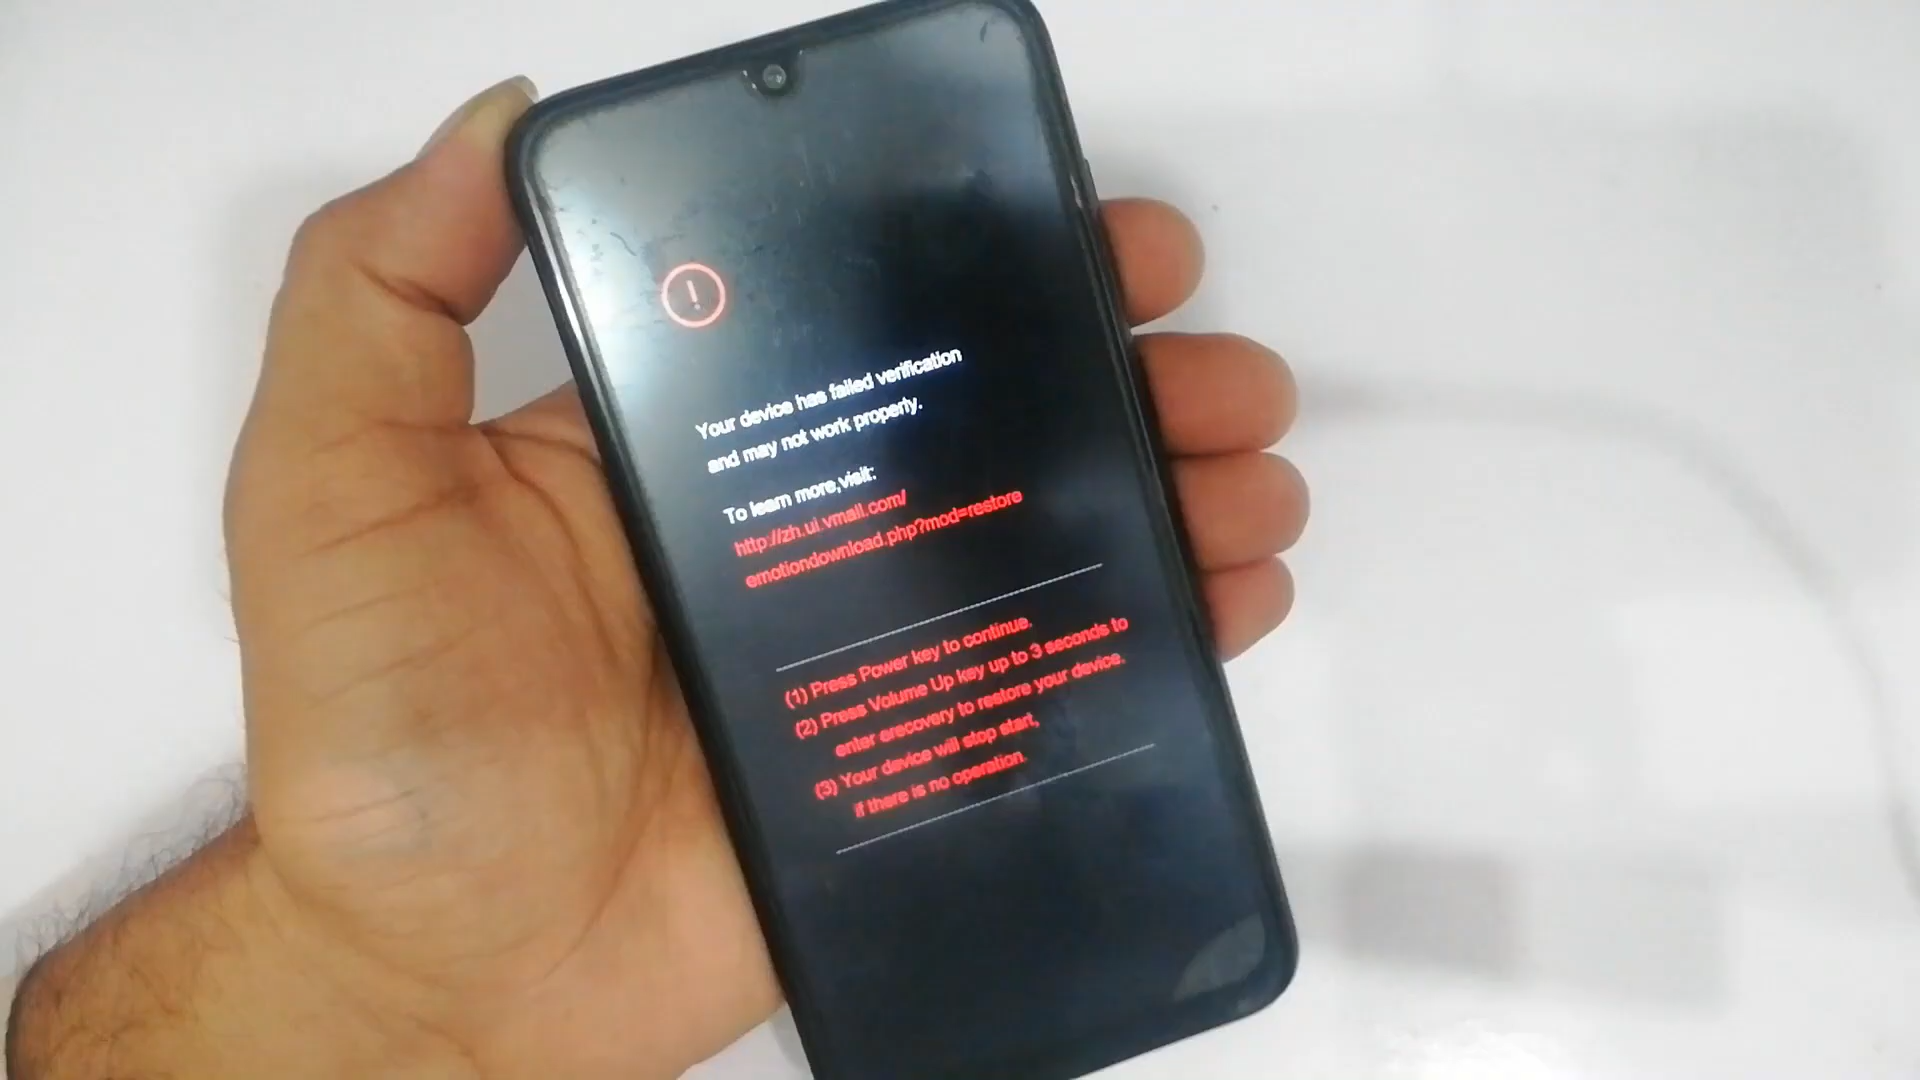 Your device has failed verification
and may not work properly.
To learn more,visit:
http://zh.ui.vmall.com/
emotiondownload.php?mod=restore
(1) Press Power key to continue.
(2) Press Volume Up key up to 3 seconds to
enter erecovery to restore your device.
(3) Your device will stop start,
if there is no operation.